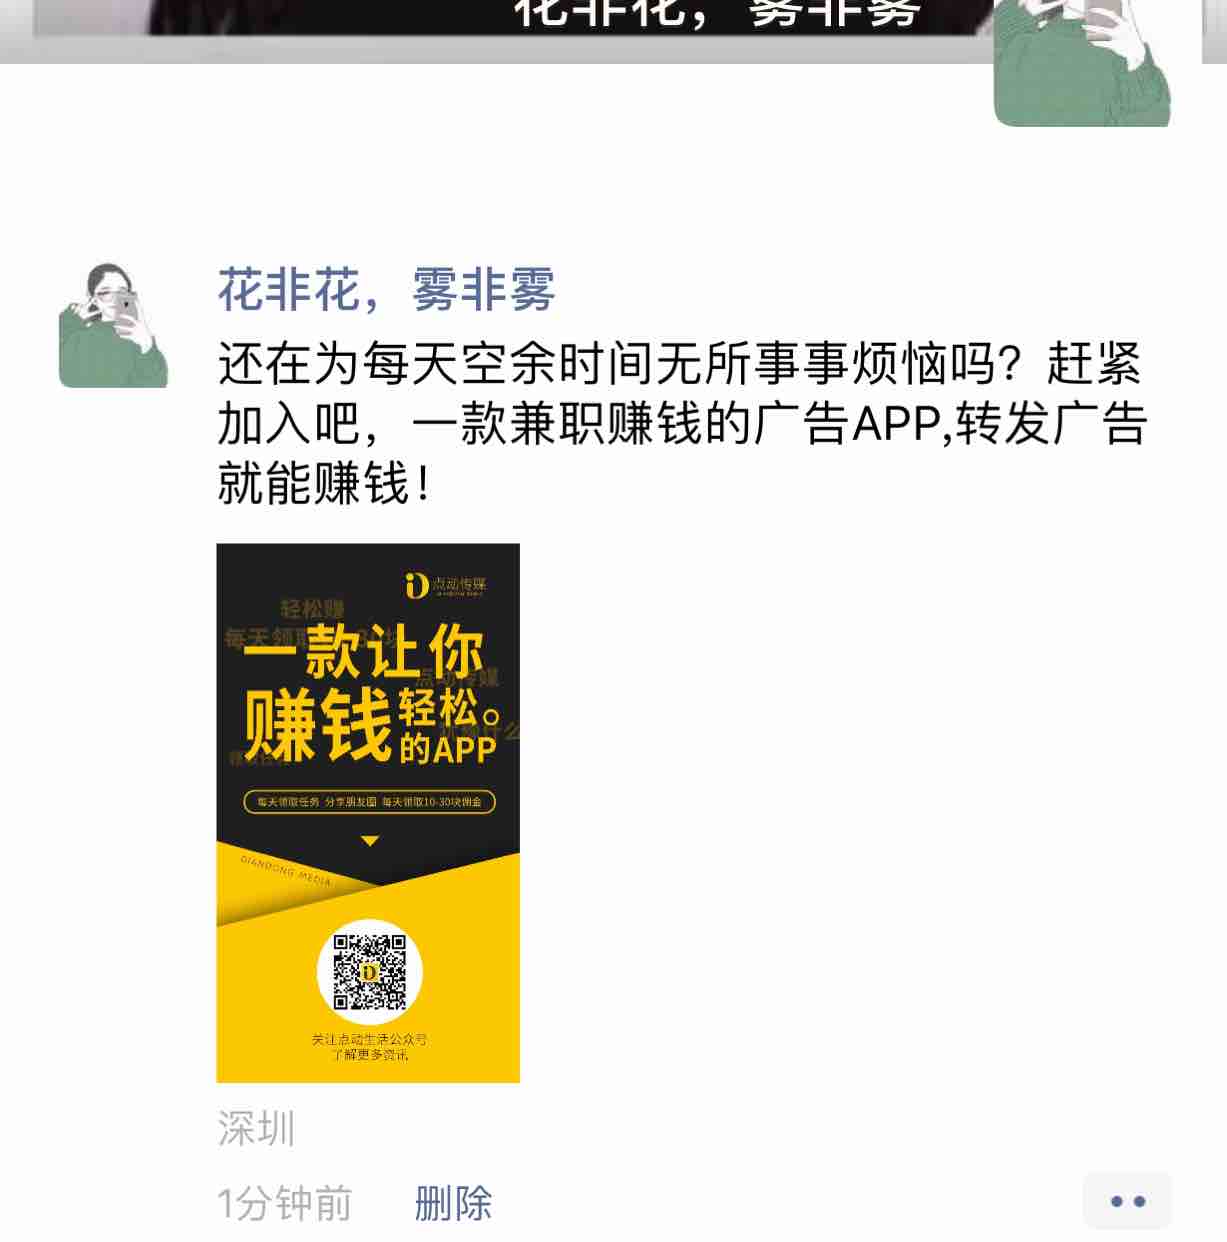 花非花，雾非雾
花非花，雾非雾
还在为每天空余时间无所事事烦恼吗？赶紧
加入吧，一款兼职赚钱的广告APP,转发广告
就能赚钱！
点动传媒
轻松赚
每天领取
一款让你
点动传媒
赚钱轻松。
的APP
每天领取任务 分享朋友圈 每天领取10-30块佣金
DIANDONG MEDIA
关注点动生活公众号
了解更多资讯
深圳
1分钟前 删除